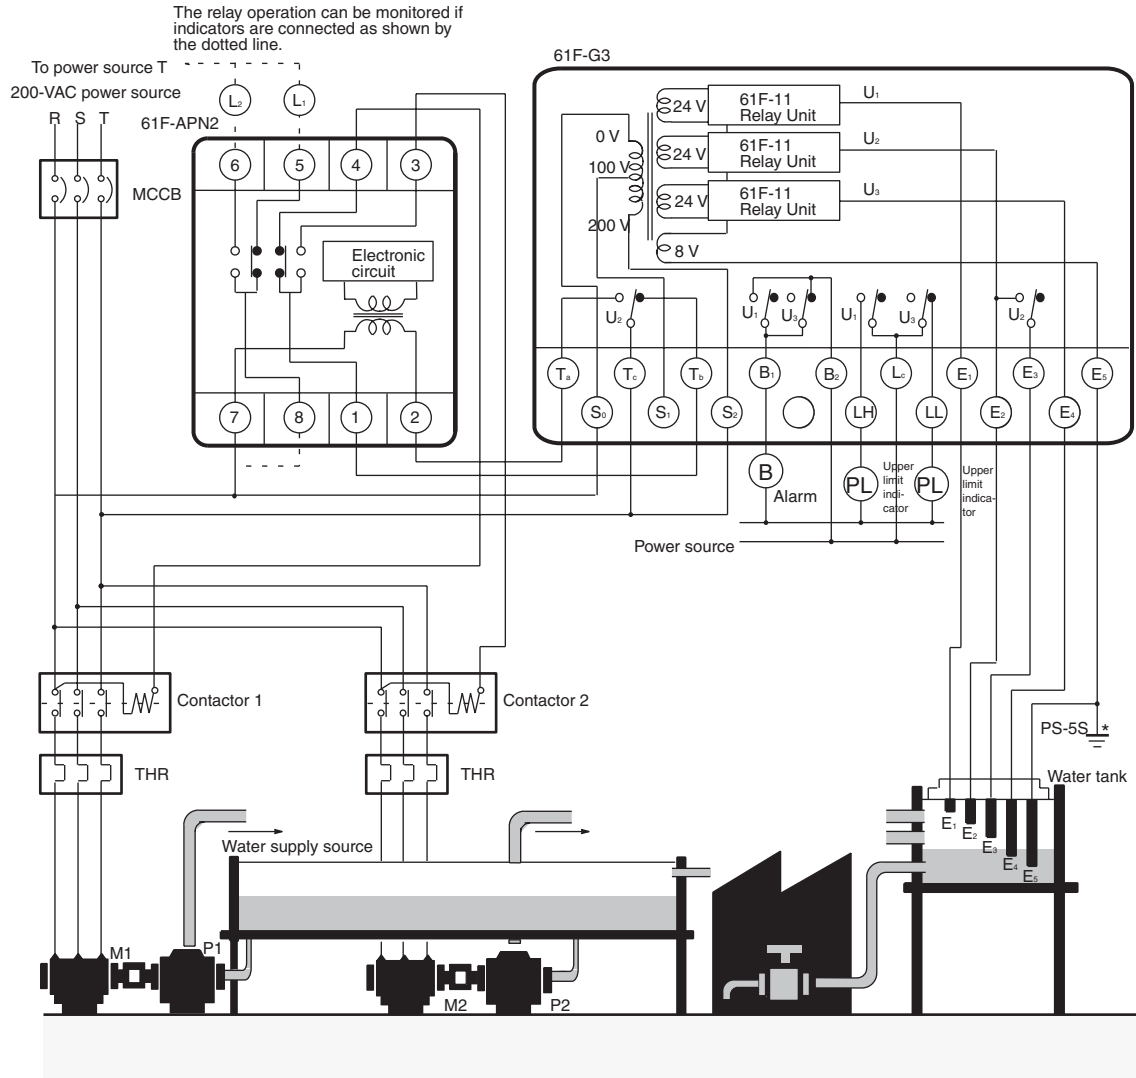 The relay operation can be monitored if
indicators are connected as shown by
the dotted line.
To power source T
200-VAC power source
R S T
L₂
L₁
61F-APN2
MCCB
6
5
4
3
Electronic
circuit
7
8
1
2
61F-G3
0 V
100 V
200 V
24 V
61F-11
Relay Unit
U₁
24 V
61F-11
Relay Unit
U₂
24 V
61F-11
Relay Unit
U₃
8 V
U₂
U₁
U₃
U₁
U₃
U₂
Ta
Tc
Tb
B₁
B₂
Lc
E₁
E₃
E₅
S₀
S₁
S₂
LH
LL
E₂
E₄
B
Alarm
PL
Upper
limit
indi-
cator
PL
Upper
limit
indica-
tor
Power source
Contactor 1
Contactor 2
THR
THR
PS-5S *
Water tank
E₁
E₂
E₃
E₄
E₅
Water supply source
M1
P1
M2
P2